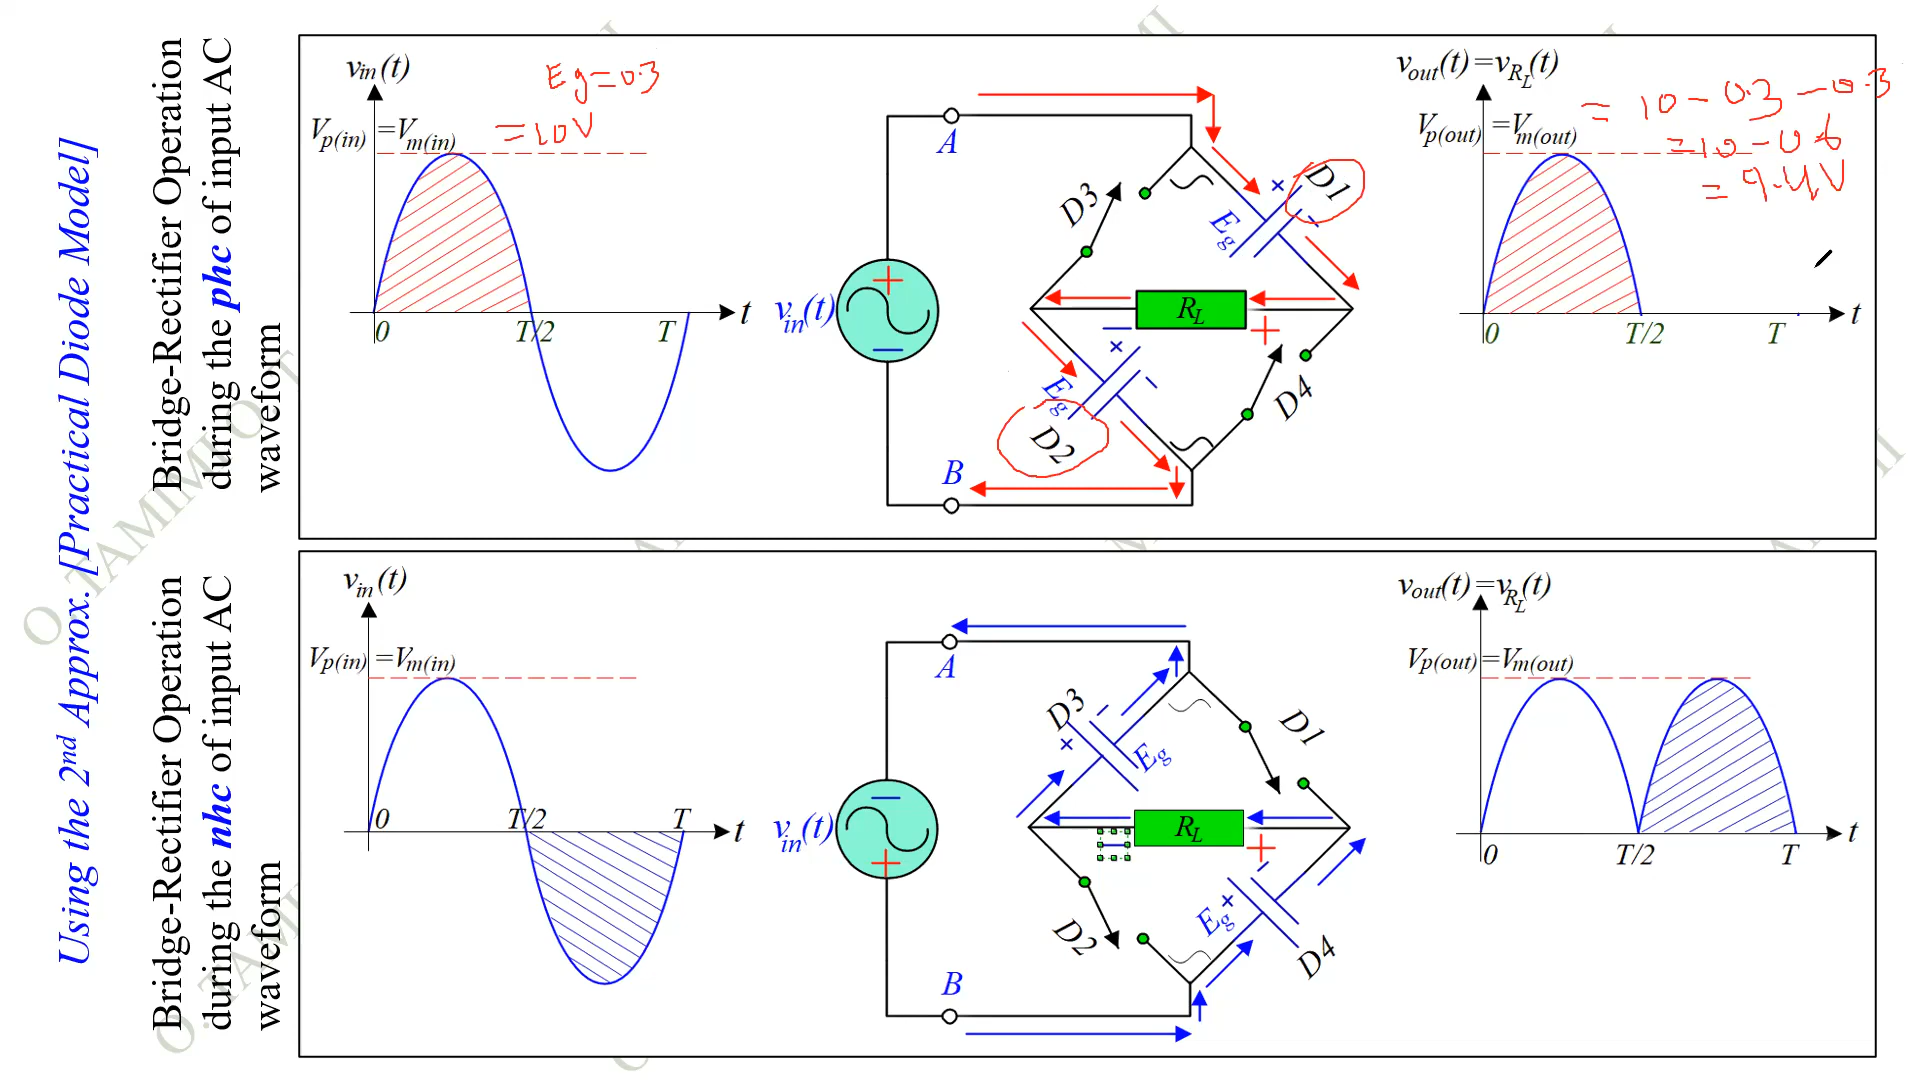 Using the 2nd Approx. [Practical Diode Model]
Bridge-Rectifier Operation
during the phc of input AC
waveform
vin(t)
Eg=0.3
Vp(in) =Vm(in)
=10V
0
T/2
T
t
vin(t)
+
−
A
B
D3
D1
D2
D4
Eg
+
-
Eg
+
-
RL
−
+
vout(t)=vRL(t)
Vp(out) =Vm(out)
= 10-0.3-0.3
=10-0.6
= 9.4V
0
T/2
T
t
Bridge-Rectifier Operation
during the nhc of input AC
waveform
vin(t)
Vp(in) =Vm(in)
0
T/2
T
t
vin(t)
−
+
A
B
D3
D1
D2
D4
+
-
Eg
Eg
+
-
RL
−
+
vout(t)=vRL(t)
Vp(out)=Vm(out)
0
T/2
T
t
O. TAMIMI